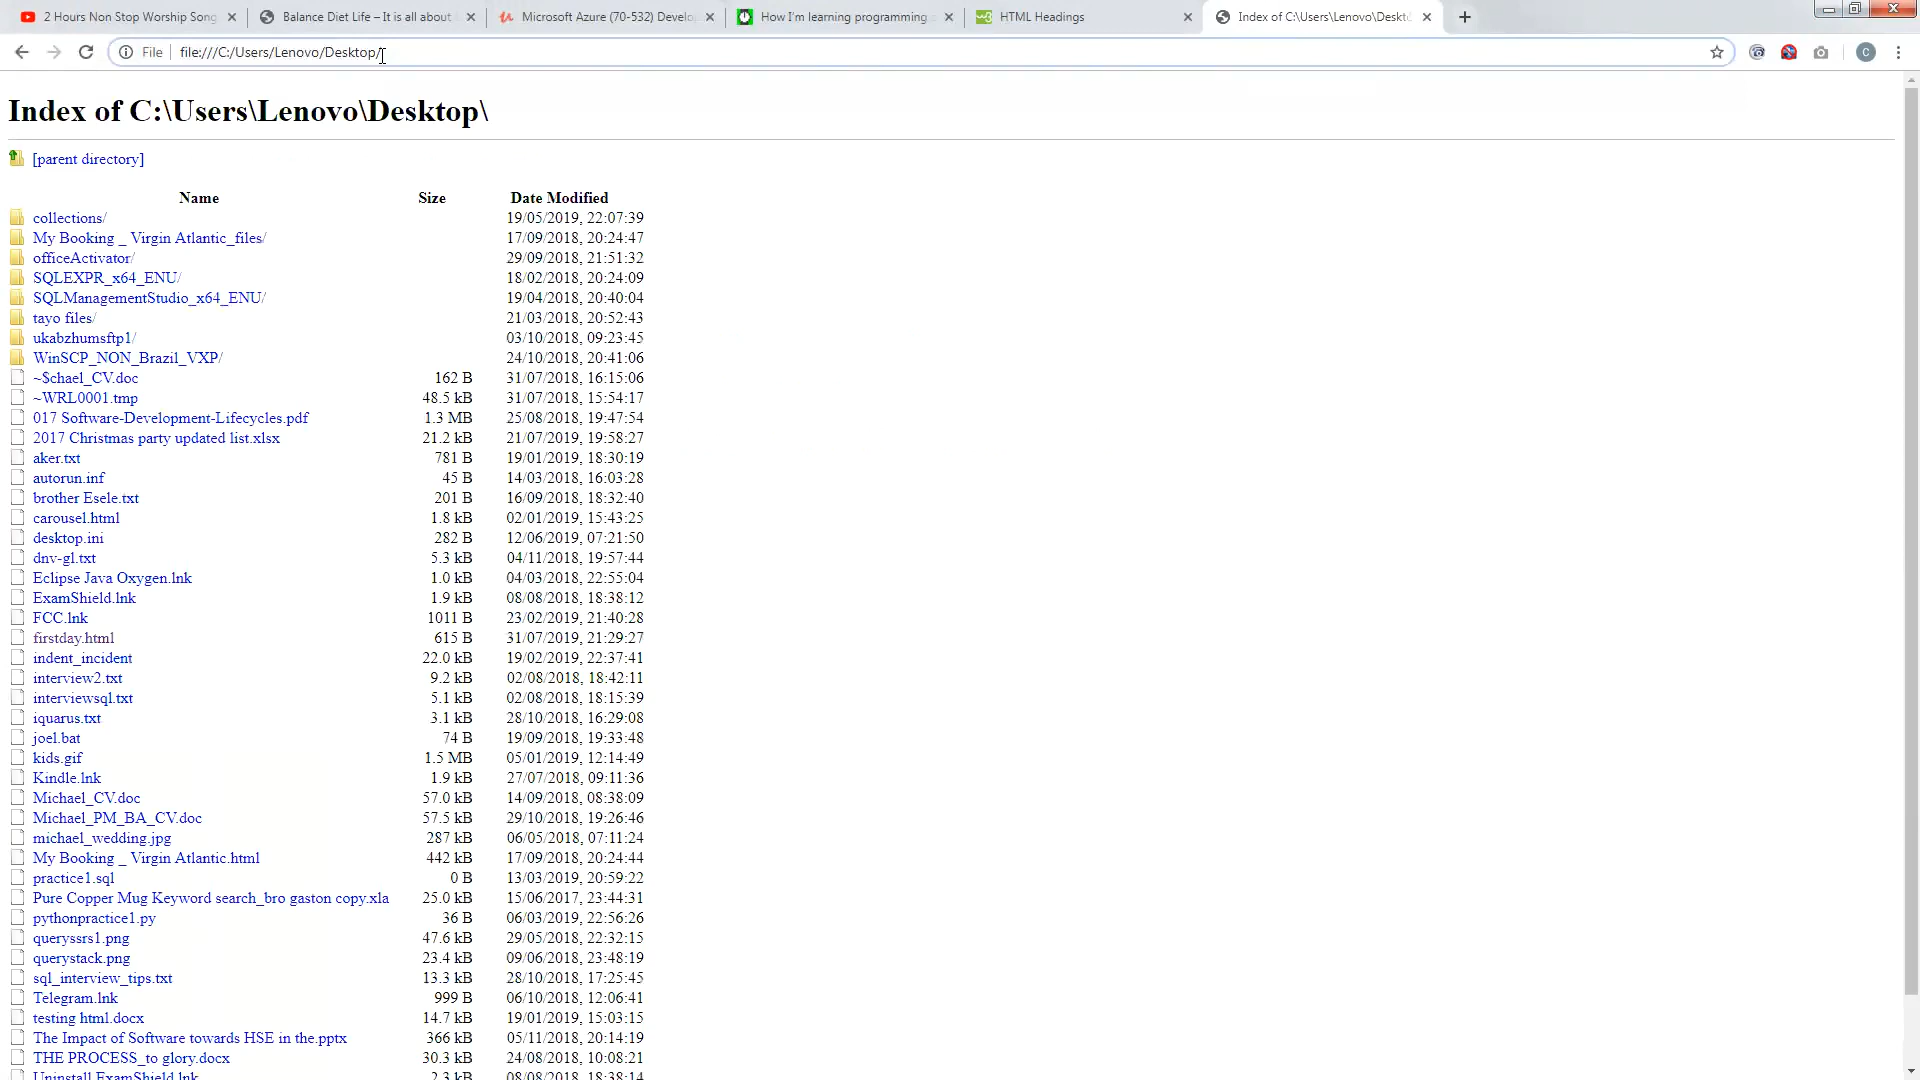 2 Hours Non Stop Worship Song
Balance Diet Life – It is all about
Microsoft Azure (70-532) Develo
How I'm learning programming
HTML Headings
Index of C:\Users\Lenovo\Deskto
File
file:///C:/Users/Lenovo/Desktop/
C
Index of C:\Users\Lenovo\Desktop\
[parent directory]
Name Size Date Modified
collections/ 19/05/2019, 22:07:39
My Booking _ Virgin Atlantic_files/ 17/09/2018, 20:24:47
officeActivator/ 29/09/2018, 21:51:32
SQLEXPR_x64_ENU/ 18/02/2018, 20:24:09
SQLManagementStudio_x64_ENU/ 19/04/2018, 20:40:04
tayo files/ 21/03/2018, 20:52:43
ukabzhumsftp1/ 03/10/2018, 09:23:45
WinSCP_NON_Brazil_VXP/ 24/10/2018, 20:41:06
~$chael_CV.doc 162 B 31/07/2018, 16:15:06
~WRL0001.tmp 48.5 kB 31/07/2018, 15:54:17
017 Software-Development-Lifecycles.pdf 1.3 MB 25/08/2018, 19:47:54
2017 Christmas party updated list.xlsx 21.2 kB 21/07/2019, 19:58:27
aker.txt 781 B 19/01/2019, 18:30:19
autorun.inf 45 B 14/03/2018, 16:03:28
brother Esele.txt 201 B 16/09/2018, 18:32:40
carousel.html 1.8 kB 02/01/2019, 15:43:25
desktop.ini 282 B 12/06/2019, 07:21:50
dnv-gl.txt 5.3 kB 04/11/2018, 19:57:44
Eclipse Java Oxygen.lnk 1.0 kB 04/03/2018, 22:55:04
ExamShield.lnk 1.9 kB 08/08/2018, 18:38:12
FCC.lnk 1011 B 23/02/2019, 21:40:28
firstday.html 615 B 31/07/2019, 21:29:27
indent_incident 22.0 kB 19/02/2019, 22:37:41
interview2.txt 9.2 kB 02/08/2018, 18:42:11
interviewsql.txt 5.1 kB 02/08/2018, 18:15:39
iquarus.txt 3.1 kB 28/10/2018, 16:29:08
joel.bat 74 B 19/09/2018, 19:33:48
kids.gif 1.5 MB 05/01/2019, 12:14:49
Kindle.lnk 1.9 kB 27/07/2018, 09:11:36
Michael_CV.doc 57.0 kB 14/09/2018, 08:38:09
Michael_PM_BA_CV.doc 57.5 kB 29/10/2018, 19:26:46
michael_wedding.jpg 287 kB 06/05/2018, 07:11:24
My Booking _ Virgin Atlantic.html 442 kB 17/09/2018, 20:24:44
practice1.sql 0 B 13/03/2019, 20:59:22
Pure Copper Mug Keyword search_bro gaston copy.xla 25.0 kB 15/06/2017, 23:44:31
pythonpractice1.py 36 B 06/03/2019, 22:56:26
queryssrs1.png 47.6 kB 29/05/2018, 22:32:15
querystack.png 23.4 kB 09/06/2018, 23:48:19
sql_interview_tips.txt 13.3 kB 28/10/2018, 17:25:45
Telegram.lnk 999 B 06/10/2018, 12:06:41
testing html.docx 14.7 kB 19/01/2019, 15:03:15
The Impact of Software towards HSE in the.pptx 366 kB 05/11/2018, 20:14:19
THE PROCESS_to glory.docx 30.3 kB 24/08/2018, 10:08:21
Uninstall ExamShield.lnk 2.3 kB 08/08/2018, 18:38:14